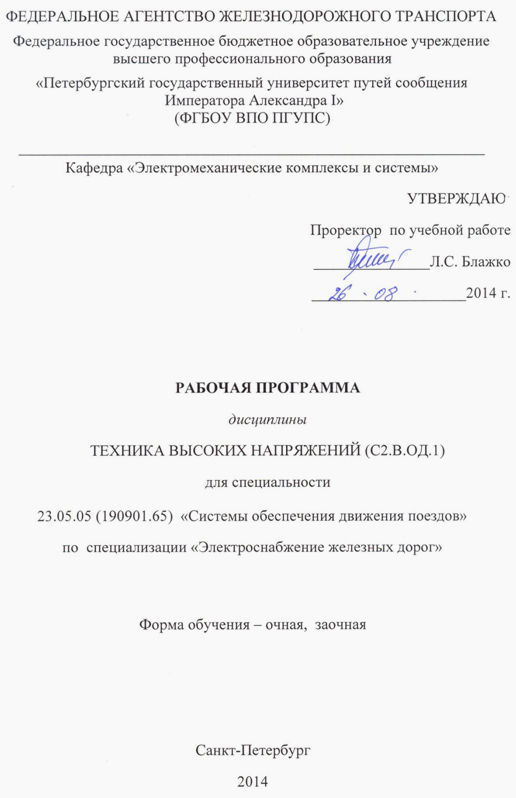 ФЕДЕРАЛЬНОЕ АГЕНТСТВО ЖЕЛЕЗНОДОРОЖНОГО ТРАНСПОРТА
Федеральное государственное бюджетное образовательное учреждение
высшего профессионального образования
«Петербургский государственный университет путей сообщения
Императора Александра I»
(ФГБОУ ВПО ПГУПС)
Кафедра «Электромеханические комплексы и системы»
УТВЕРЖДАЮ
Проректор по учебной работе
Л.С. Блажко
26 . 08 . 2014 г.
РАБОЧАЯ ПРОГРАММА
дисциплины
ТЕХНИКА ВЫСОКИХ НАПРЯЖЕНИЙ (С2.В.ОД.1)
для специальности
23.05.05 (190901.65) «Системы обеспечения движения поездов»
по специализации «Электроснабжение железных дорог»
Форма обучения – очная, заочная
Санкт-Петербург
2014